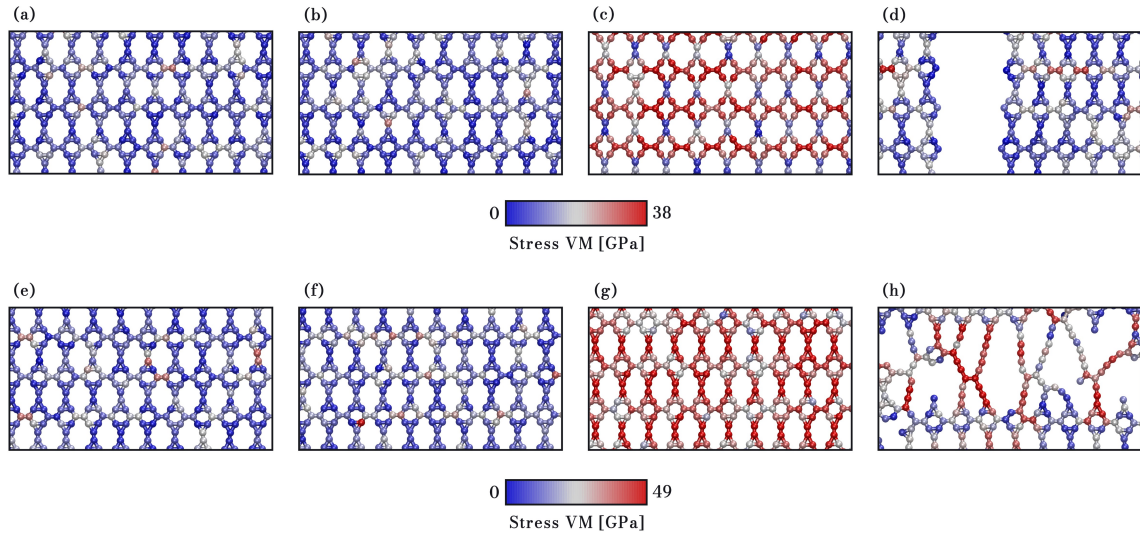 (a) (b) (c) (d)
0 38
Stress VM [GPa]
(e) (f) (g) (h)
0 49
Stress VM [GPa]